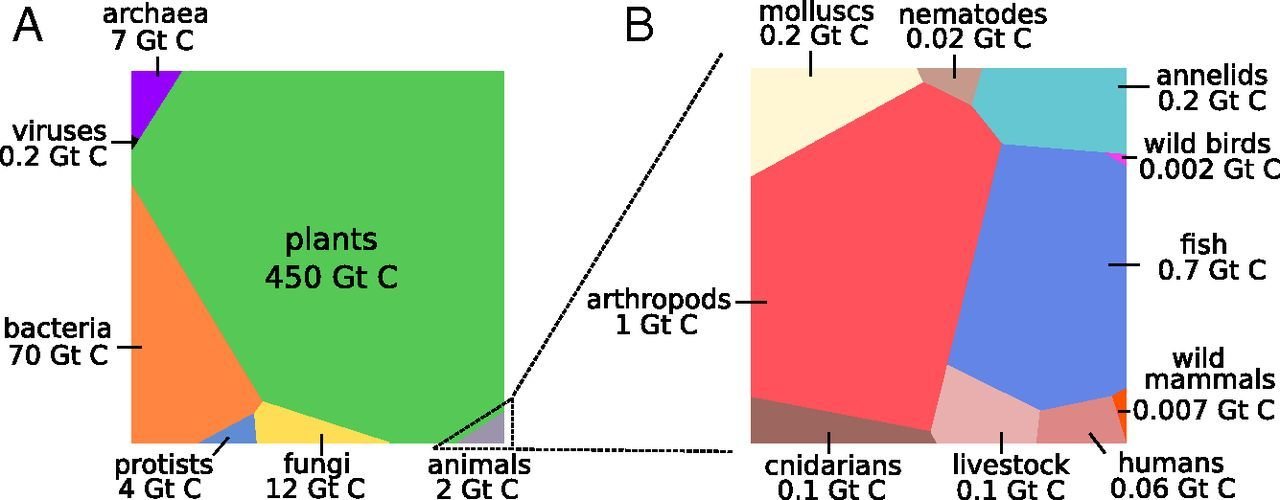 A
archaea
7 Gt C
viruses
0.2 Gt C
plants
450 Gt C
bacteria
70 Gt C
protists
4 Gt C
fungi
12 Gt C
animals
2 Gt C
B
molluscs
0.2 Gt C
nematodes
0.02 Gt C
annelids
0.2 Gt C
wild birds
0.002 Gt C
fish
0.7 Gt C
arthropods
1 Gt C
wild
mammals
0.007 Gt C
cnidarians
0.1 Gt C
livestock
0.1 Gt C
humans
0.06 Gt C